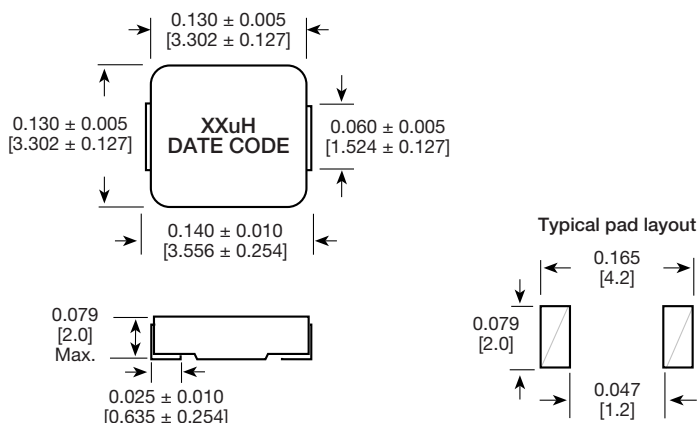 0.130 ± 0.005
[3.302 ± 0.127]
0.130 ± 0.005
[3.302 ± 0.127]
XXuH
DATE CODE
0.060 ± 0.005
[1.524 ± 0.127]
0.140 ± 0.010
[3.556 ± 0.254]
Typical pad layout
0.165
[4.2]
0.079
[2.0]
Max.
0.079
[2.0]
0.025 ± 0.010
[0.635 ± 0.254]
0.047
[1.2]